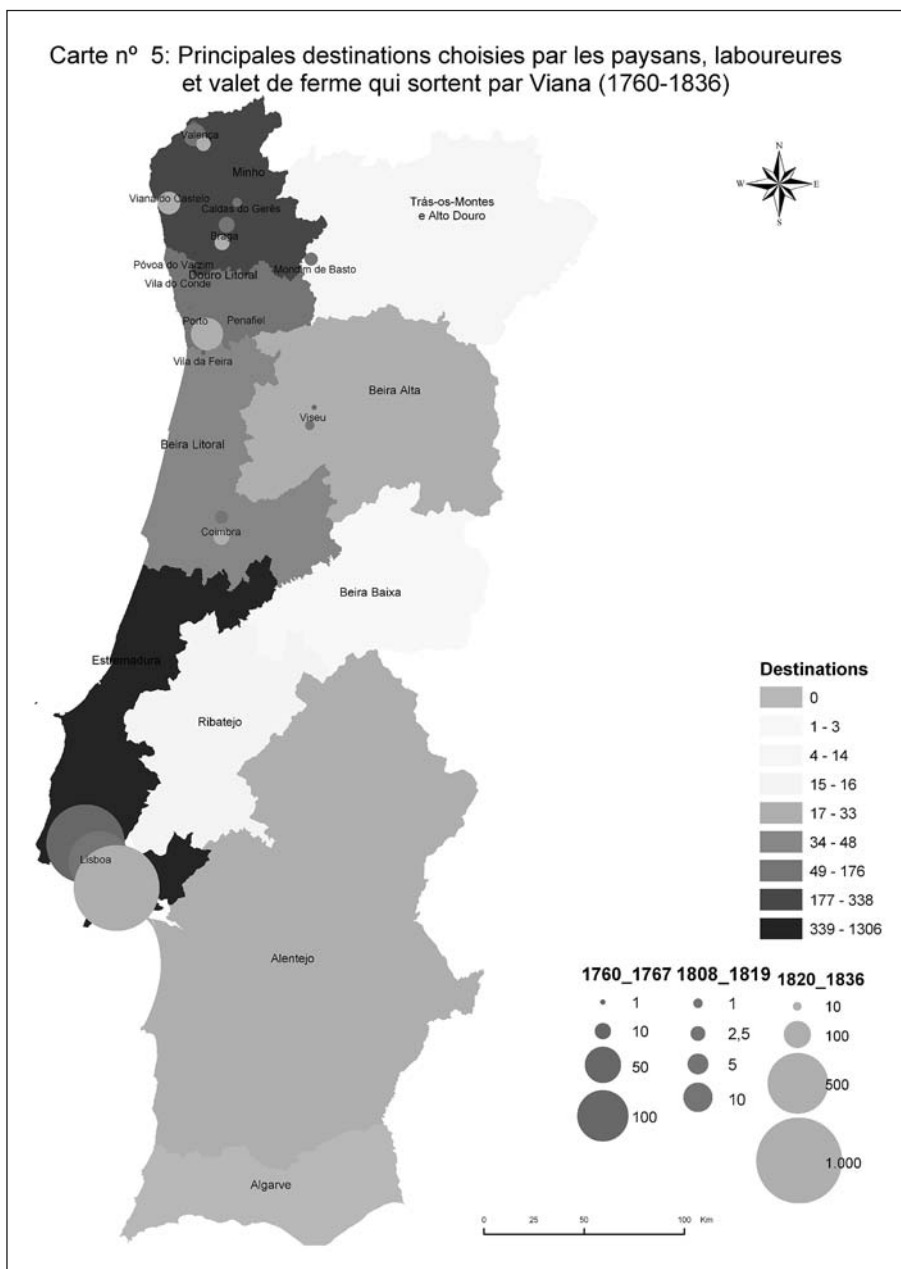 Carte nº 5: Principales destinations choisies par les paysans, laboureures
et valet de ferme qui sortent par Viana (1760-1836)
N
W
E
S
Valença
Minho
Trás-os-Montes
e Alto Douro
Viana do Castelo
Caldas do Gerês
Braga
Póvoa do Varzim
Douro Litoral
Mondim de Basto
Vila do Conde
Porto
Penafiel
Vila da Feira
Beira Alta
Viseu
Beira Litoral
Coimbra
Beira Baixa
Estremadura
Ribatejo
Lisboa
Alentejo
Algarve
Destinations
0
1 - 3
4 - 14
15 - 16
17 - 33
34 - 48
49 - 176
177 - 338
339 - 1306
1760_1767
1
10
50
100
1808_1819
1
2,5
5
10
1820_1836
10
100
500
1.000
0 25 50 100 Km